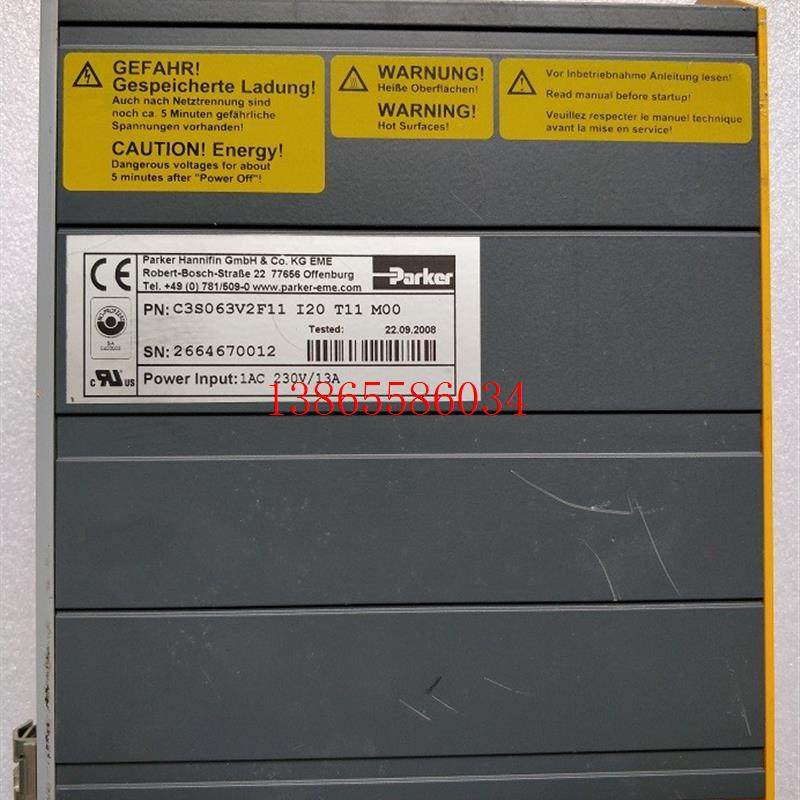 GEFAHR!
Gespeicherte Ladung!
Auch nach Netztrennung sind
noch ca. 5 Minuten gefährliche
Spannungen vorhanden!
CAUTION! Energy!
Dangerous voltages for about
5 minutes after "Power Off"!
WARNUNG!
Heiße Oberflächen!
WARNING!
Hot Surfaces!
Vor Inbetriebnahme Anleitung lesen!
Read manual before startup!
Veuillez respecter le manuel technique
avant la mise en service!
CE
Parker Hannifin GmbH & Co. KG EME
Robert-Bosch-Straße 22 77656 Offenburg
Tel. +49 (0) 781/509-0 www.parker-eme.com
Parker
PN: C3S063V2F11 I20 T11 M00
Tested: 22.09.2008
SN: 2664670012
C RU US
Power Input: 1AC 230V/13A
13865586034